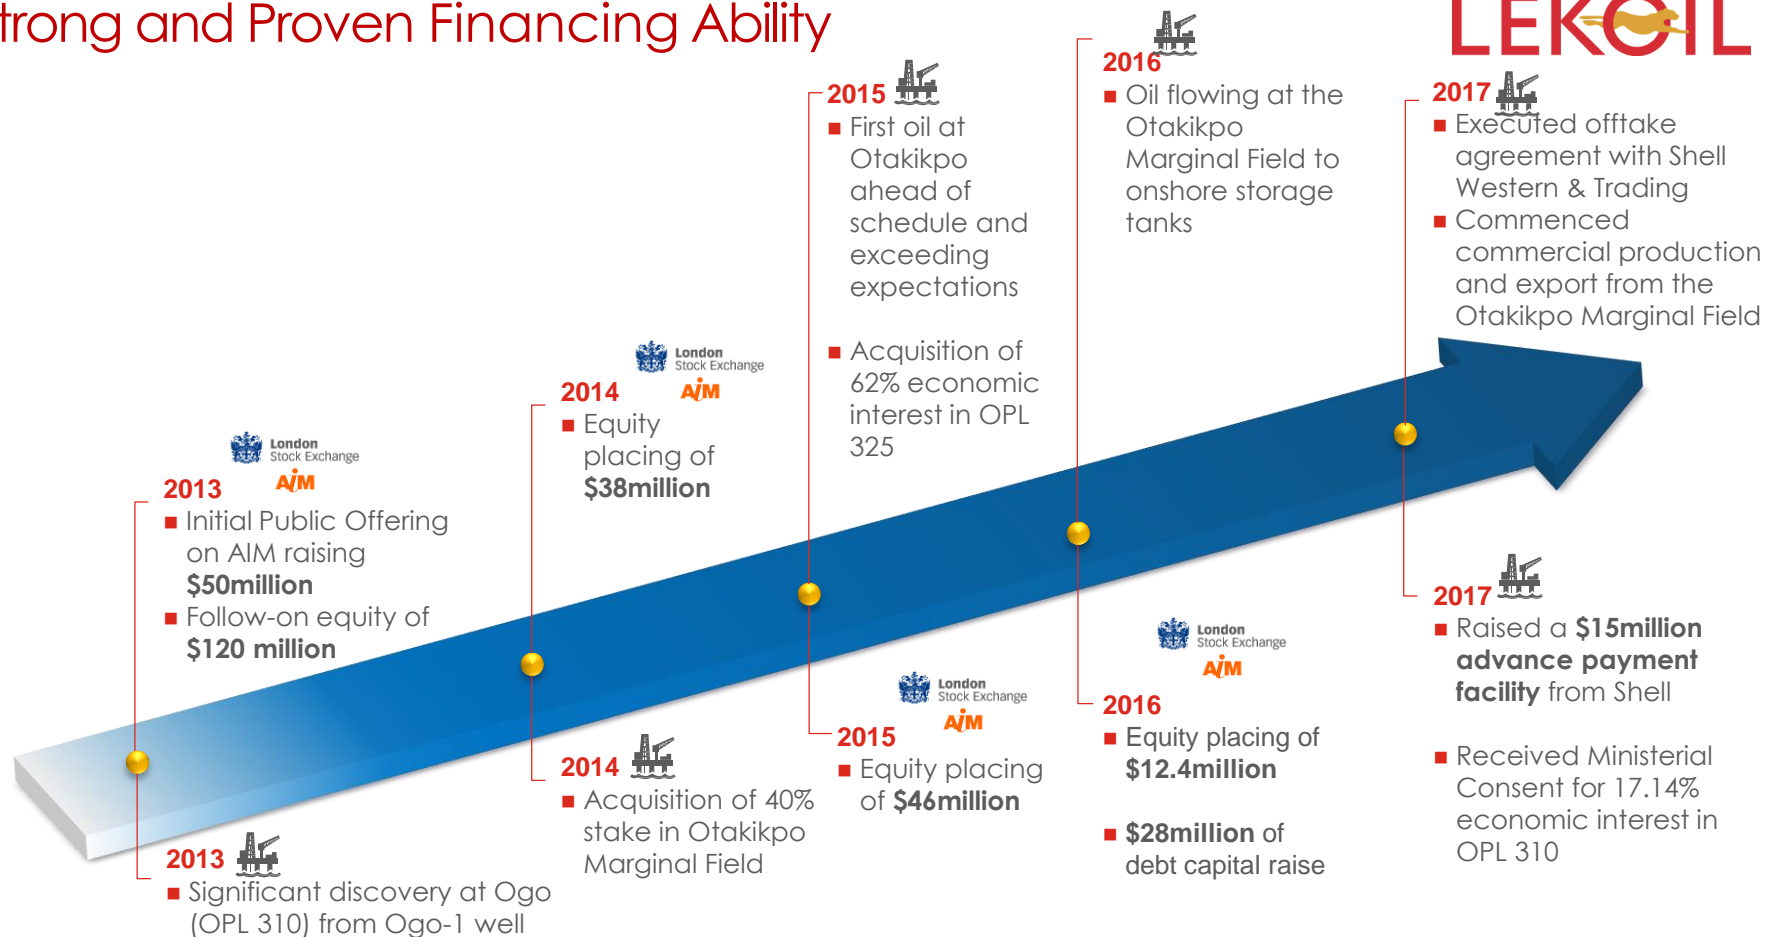 trong and Proven Financing Ability
LEKOIL
2013
London
Stock Exchange
AIM
■ Initial Public Offering
on AIM raising
$50million
■ Follow-on equity of
$120 million
2013
■ Significant discovery at Ogo
(OPL 310) from Ogo-1 well
2014
London
Stock Exchange
AIM
■ Equity
placing of
$38million
2014
■ Acquisition of 40%
stake in Otakikpo
Marginal Field
2015
■ First oil at
Otakikpo
ahead of
schedule and
exceeding
expectations
■ Acquisition of
62% economic
interest in OPL
325
London
Stock Exchange
AIM
2015
■ Equity placing
of $46million
2016
■ Oil flowing at the
Otakikpo
Marginal Field to
onshore storage
tanks
London
Stock Exchange
AIM
2016
■ Equity placing of
$12.4million
■ $28million of
debt capital raise
2017
■ Executed offtake
agreement with Shell
Western & Trading
■ Commenced
commercial production
and export from the
Otakikpo Marginal Field
2017
■ Raised a $15million
advance payment
facility from Shell
■ Received Ministerial
Consent for 17.14%
economic interest in
OPL 310